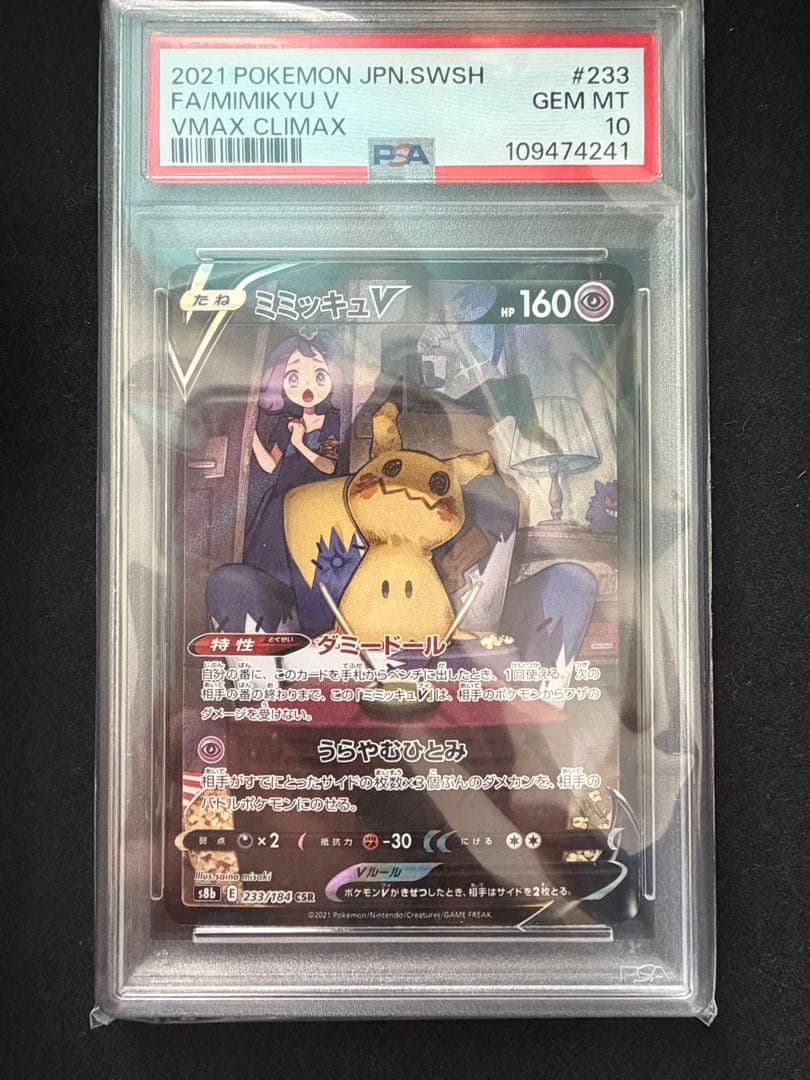 2021 POKEMON JPN.SWSH #233
FA/MIMIKYU V GEM MT
VMAX CLIMAX 10
PSA 109474241
たね ミミッキュV HP 160
特性 とくせい ダミードール
自分の番に、このカードを手札からベンチに出したとき、1回使える。次の
相手の番の終わりまで、この「ミミッキュV」は、相手のポケモンからワザの
ダメージを受けない。
うらやむひとみ
相手がすでにとったサイドの枚数×3個ぶんのダメカンを、相手の
バトルポケモンにのせる。
弱点 ×2 抵抗力 -30 にげる
Illus. saino misaki
Vルール
s8b E 233/184 CSR ポケモンVがきぜつしたとき、相手はサイドを2枚とる。
©2021 Pokémon/Nintendo/Creatures/GAME FREAK.
PSA